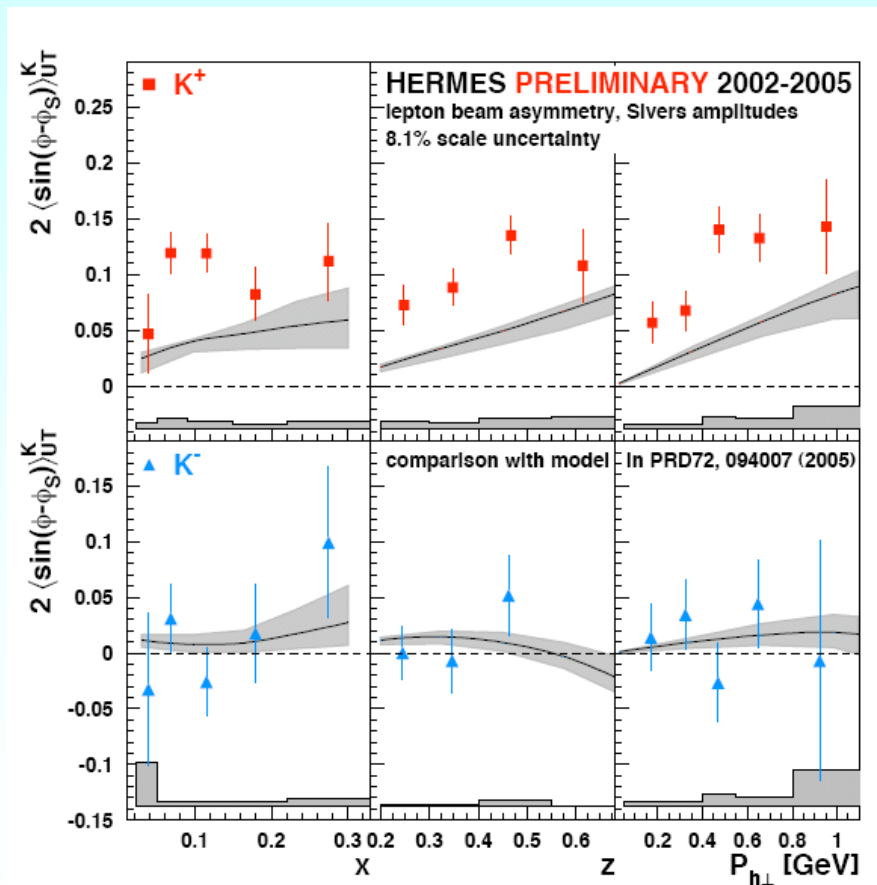 K+
HERMES PRELIMINARY 2002-2005
lepton beam asymmetry, Sivers amplitudes
8.1% scale uncertainty
2 ⟨sin(ϕ-ϕS)⟩KUT
0.25
0.2
0.15
0.1
0.05
0
K-
comparison with model
in PRD72, 094007 (2005)
2 ⟨sin(ϕ-ϕS)⟩KUT
0.15
0.1
0.05
0
-0.05
-0.1
-0.15
0.1 0.2 0.3
0.2 0.3 0.4 0.5 0.6
0.2 0.4 0.6 0.8 1
x
z
Ph⊥ [GeV]